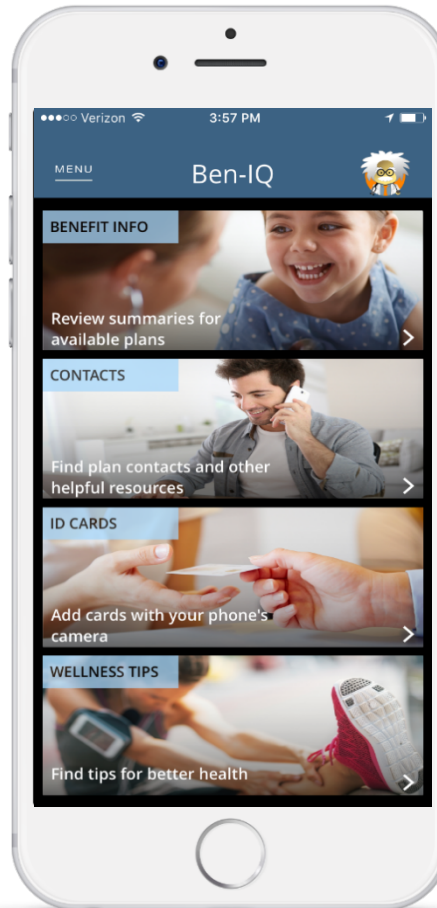 Verizon 3:57 PM
MENU Ben-IQ
BENEFIT INFO
Review summaries for
available plans
CONTACTS
Find plan contacts and other
helpful resources
ID CARDS
Add cards with your phone's
camera
WELLNESS TIPS
Find tips for better health